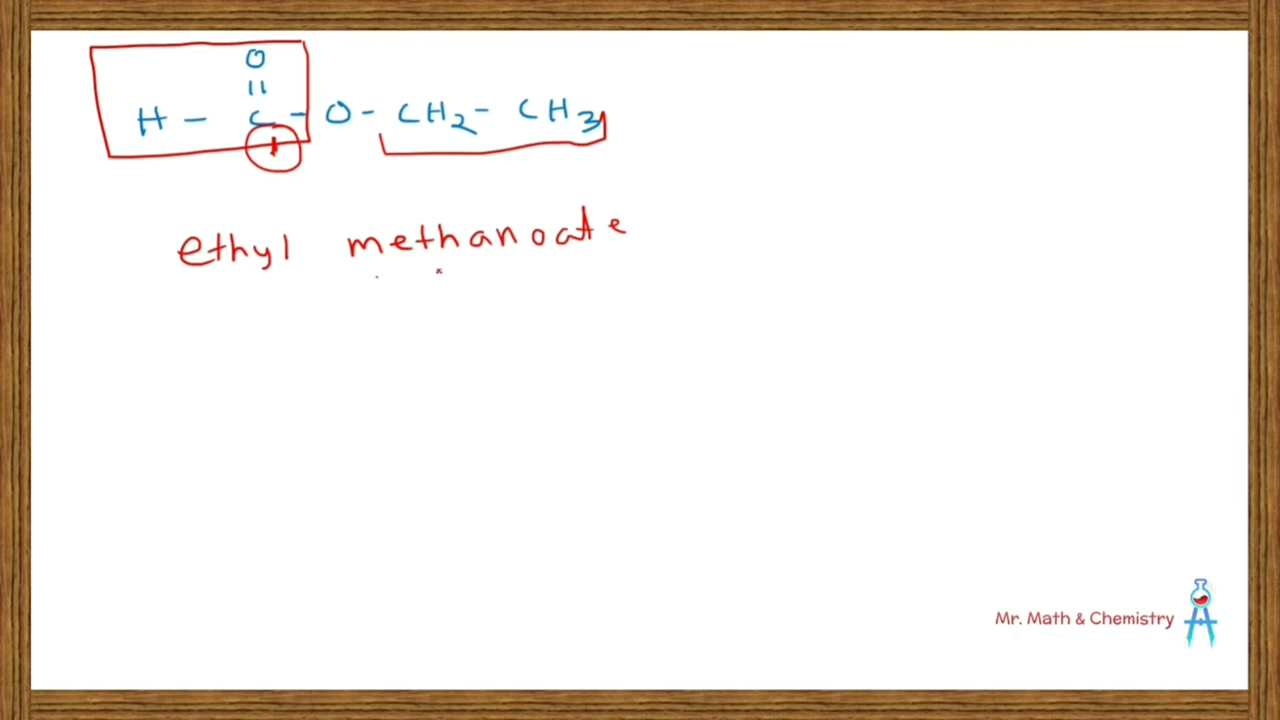 O
||
H - C - O - CH2 - CH3
1
ethyl methanoate
Mr. Math & Chemistry